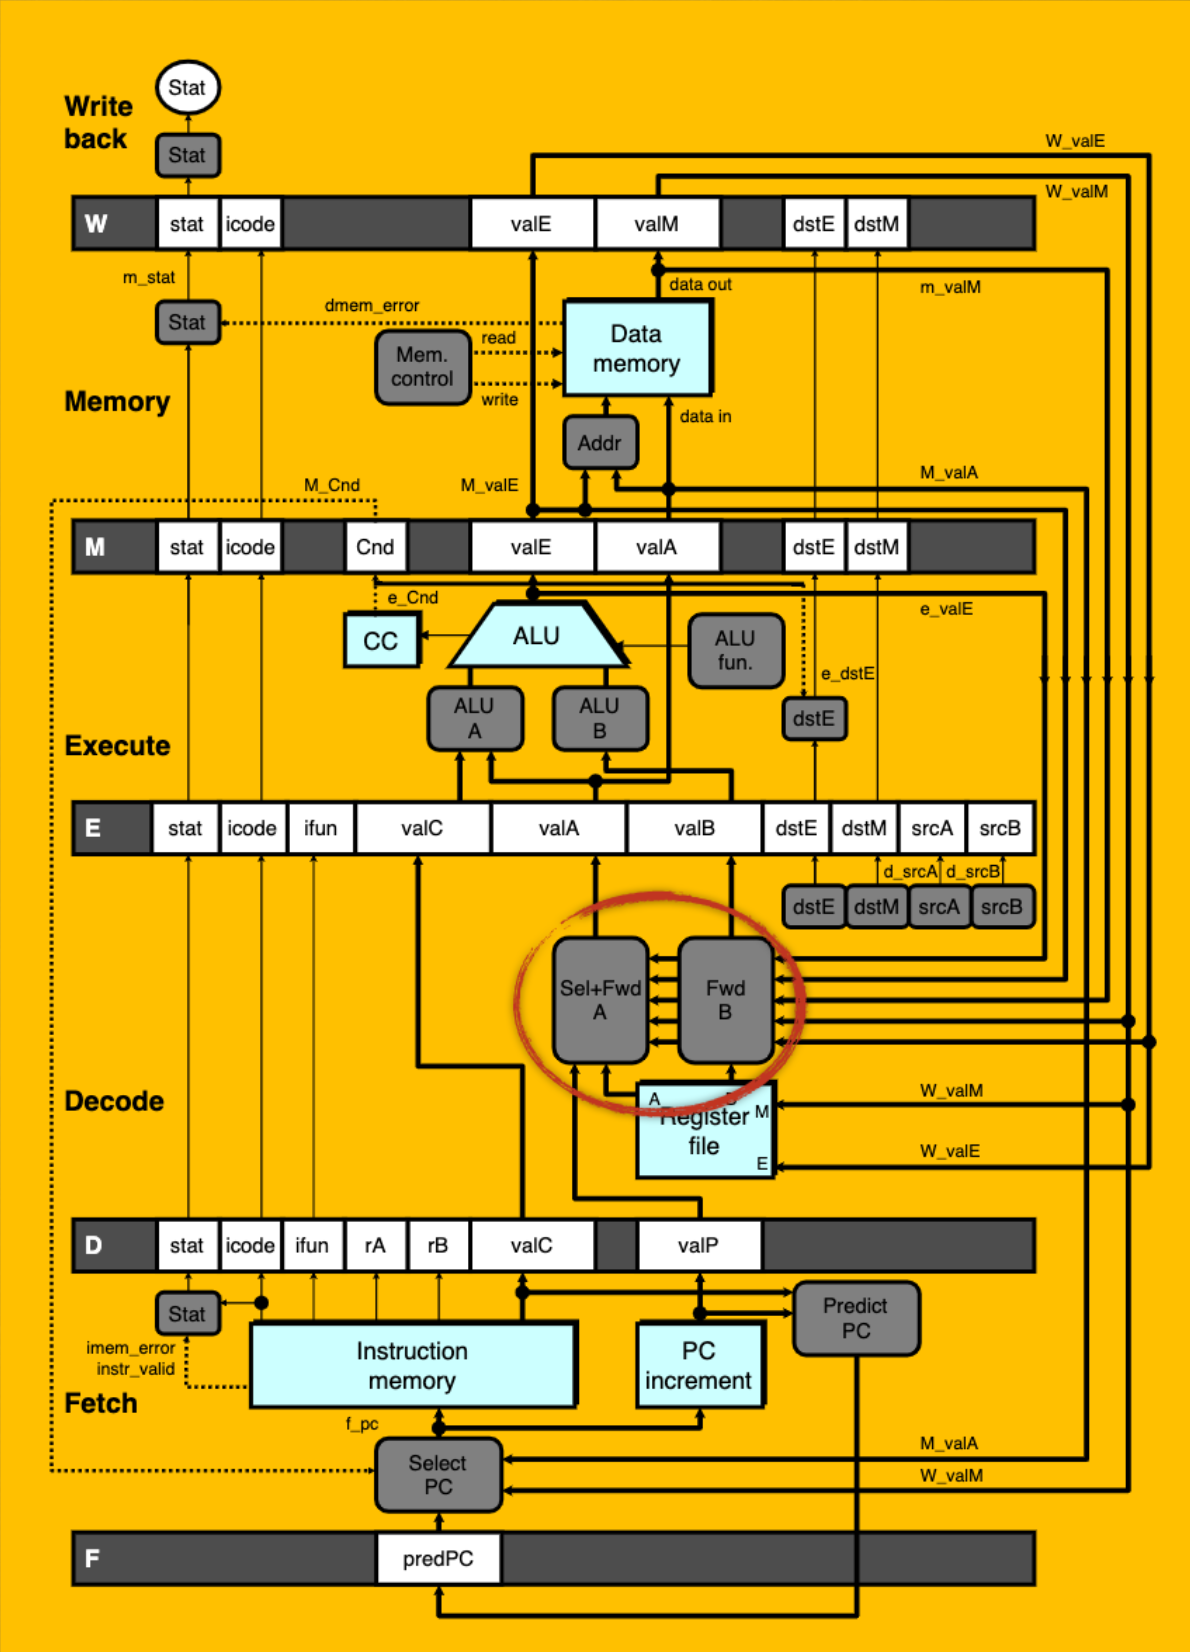 Stat
Write
back
Stat
W_valE
W_valM
W
stat
icode
valE
valM
dstE
dstM
m_stat
data out
m_valM
dmem_error
Stat
read
Mem.
control
Data
memory
write
Memory
data in
Addr
M_Cnd
M_valE
M_valA
M
stat
icode
Cnd
valE
valA
dstE
dstM
e_Cnd
e_valE
CC
ALU
ALU
fun.
e_dstE
ALU
A
ALU
B
dstE
Execute
E
stat
icode
ifun
valC
valA
valB
dstE
dstM
srcA
srcB
d_srcA
d_srcB
dstE
dstM
srcA
srcB
Sel+Fwd
A
Fwd
B
Decode
A
M
Register
file
E
W_valM
W_valE
D
stat
icode
ifun
rA
rB
valC
valP
Stat
Predict
PC
imem_error
instr_valid
Instruction
memory
PC
increment
Fetch
f_pc
Select
PC
M_valA
W_valM
F
predPC